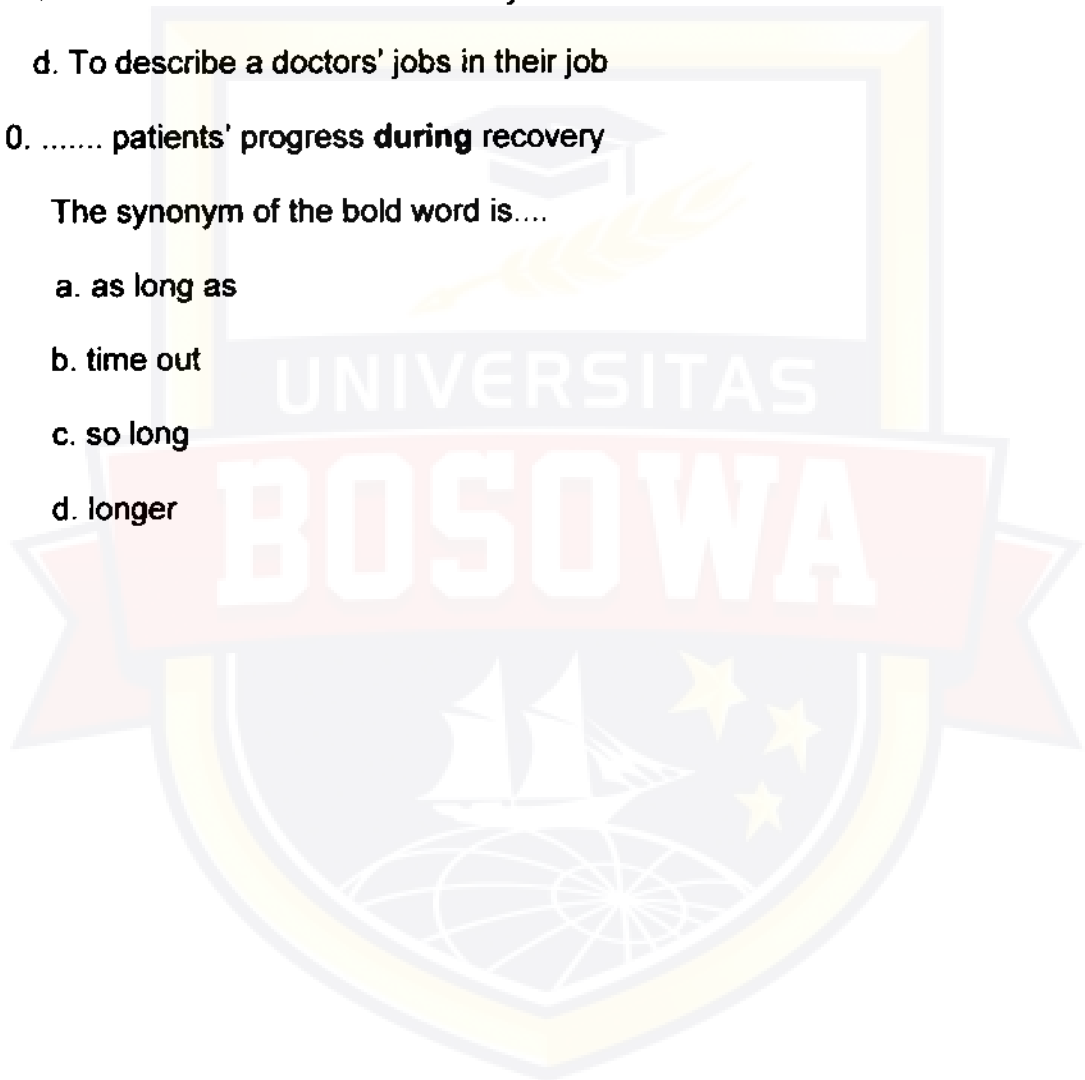 d. To describe a doctors' jobs in their job
0. ....... patients' progress during recovery
The synonym of the bold word is....
a. as long as
b. time out
c. so long
d. longer
UNIVERSITAS
BOSOWA